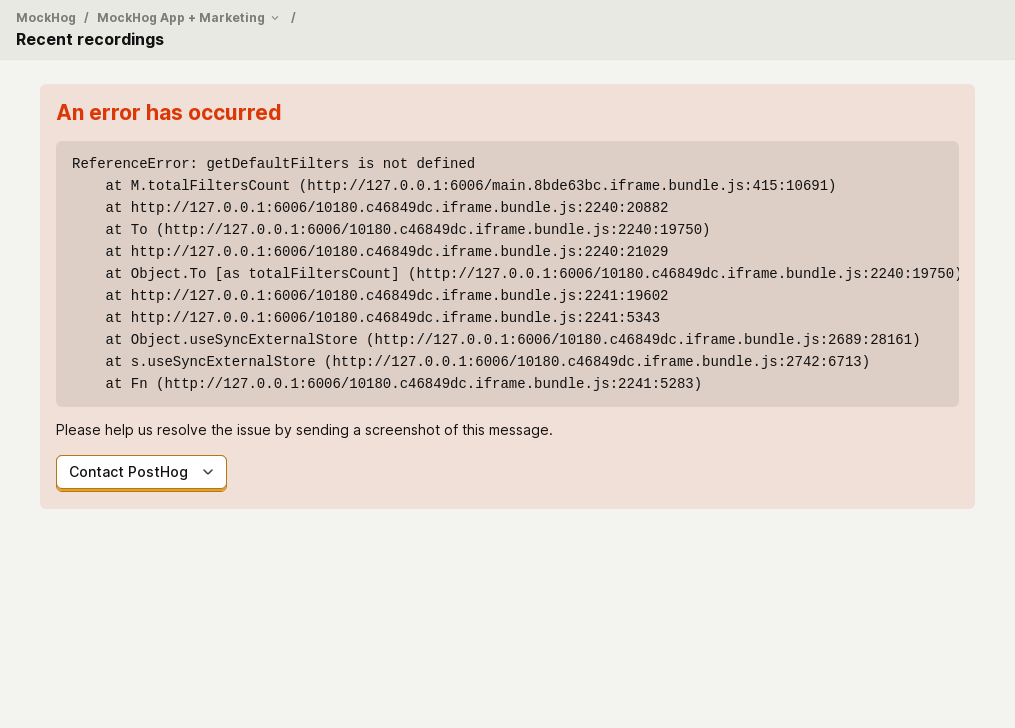 MockHog / MockHog App + Marketing /
Recent recordings
An error has occurred
ReferenceError: getDefaultFilters is not defined
at M.totalFiltersCount (http://127.0.0.1:6006/main.8bde63bc.iframe.bundle.js:415:10691)
at http://127.0.0.1:6006/10180.c46849dc.iframe.bundle.js:2240:20882
at To (http://127.0.0.1:6006/10180.c46849dc.iframe.bundle.js:2240:19750)
at http://127.0.0.1:6006/10180.c46849dc.iframe.bundle.js:2240:21029
at Object.To [as totalFiltersCount] (http://127.0.0.1:6006/10180.c46849dc.iframe.bundle.js:2240:19750)
at http://127.0.0.1:6006/10180.c46849dc.iframe.bundle.js:2241:19602
at http://127.0.0.1:6006/10180.c46849dc.iframe.bundle.js:2241:5343
at Object.useSyncExternalStore (http://127.0.0.1:6006/10180.c46849dc.iframe.bundle.js:2689:28161)
at s.useSyncExternalStore (http://127.0.0.1:6006/10180.c46849dc.iframe.bundle.js:2742:6713)
at Fn (http://127.0.0.1:6006/10180.c46849dc.iframe.bundle.js:2241:5283)
Please help us resolve the issue by sending a screenshot of this message.
Contact PostHog